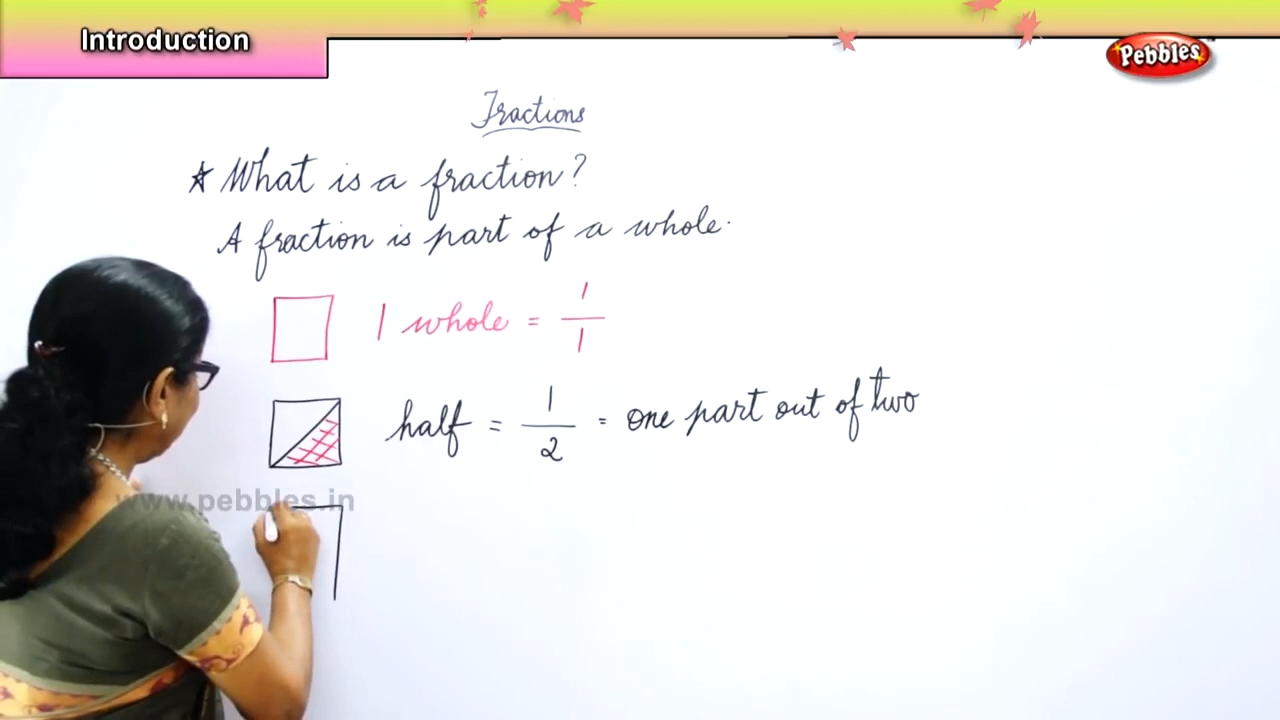 Introduction
Pebbles
Fractions
★ What is a fraction?
A fraction is part of a whole.
1 whole = 1/1
half = 1/2 = one part out of two
www.pebbles.in